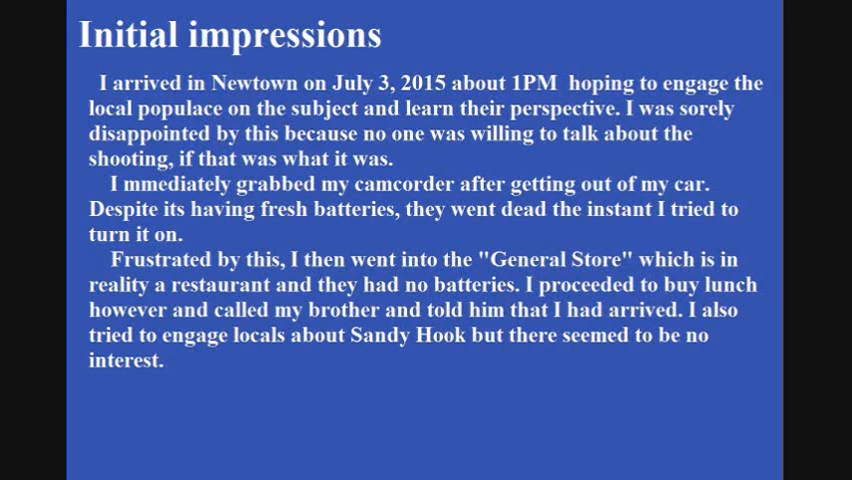 Initial impressions
I arrived in Newtown on July 3, 2015 about 1PM  hoping to engage the
local populace on the subject and learn their perspective. I was sorely
disappointed by this because no one was willing to talk about the
shooting, if that was what it was.
I mmediately grabbed my camcorder after getting out of my car.
Despite its having fresh batteries, they went dead the instant I tried to
turn it on.
Frustrated by this, I then went into the "General Store" which is in
reality a restaurant and they had no batteries. I proceeded to buy lunch
however and called my brother and told him that I had arrived. I also
tried to engage locals about Sandy Hook but there seemed to be no
interest.